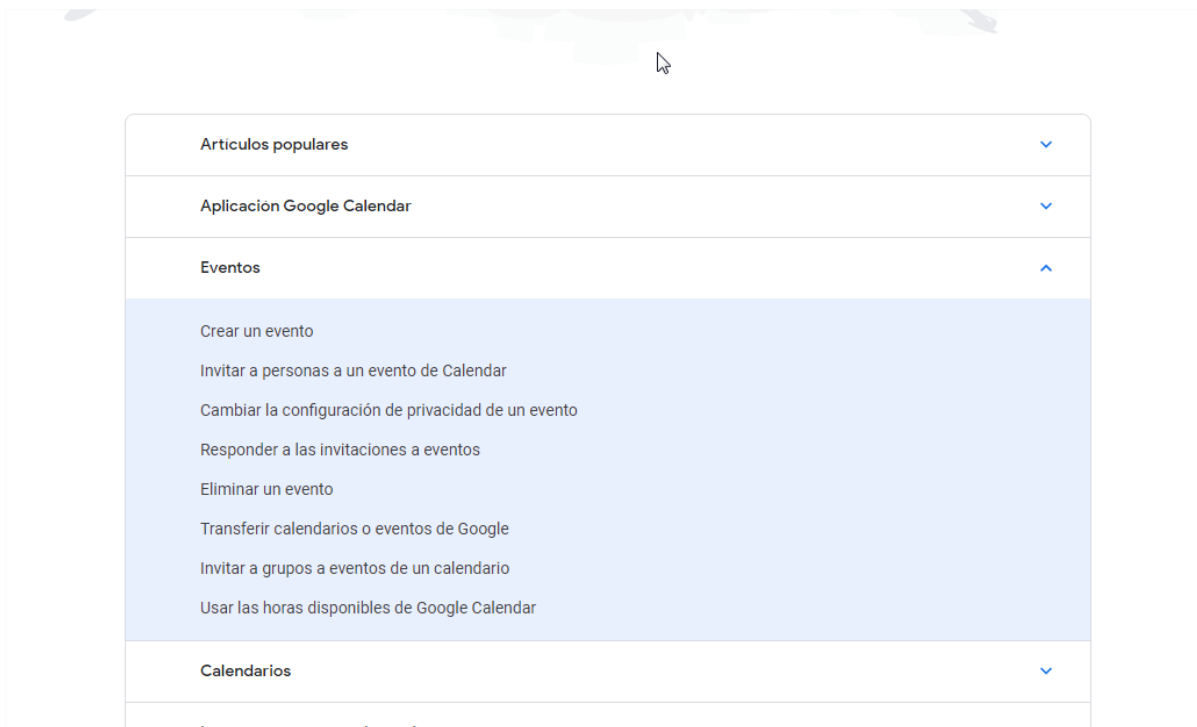 Artículos populares
Aplicación Google Calendar
Eventos
Crear un evento
Invitar a personas a un evento de Calendar
Cambiar la configuración de privacidad de un evento
Responder a las invitaciones a eventos
Eliminar un evento
Transferir calendarios o eventos de Google
Invitar a grupos a eventos de un calendario
Usar las horas disponibles de Google Calendar
Calendarios